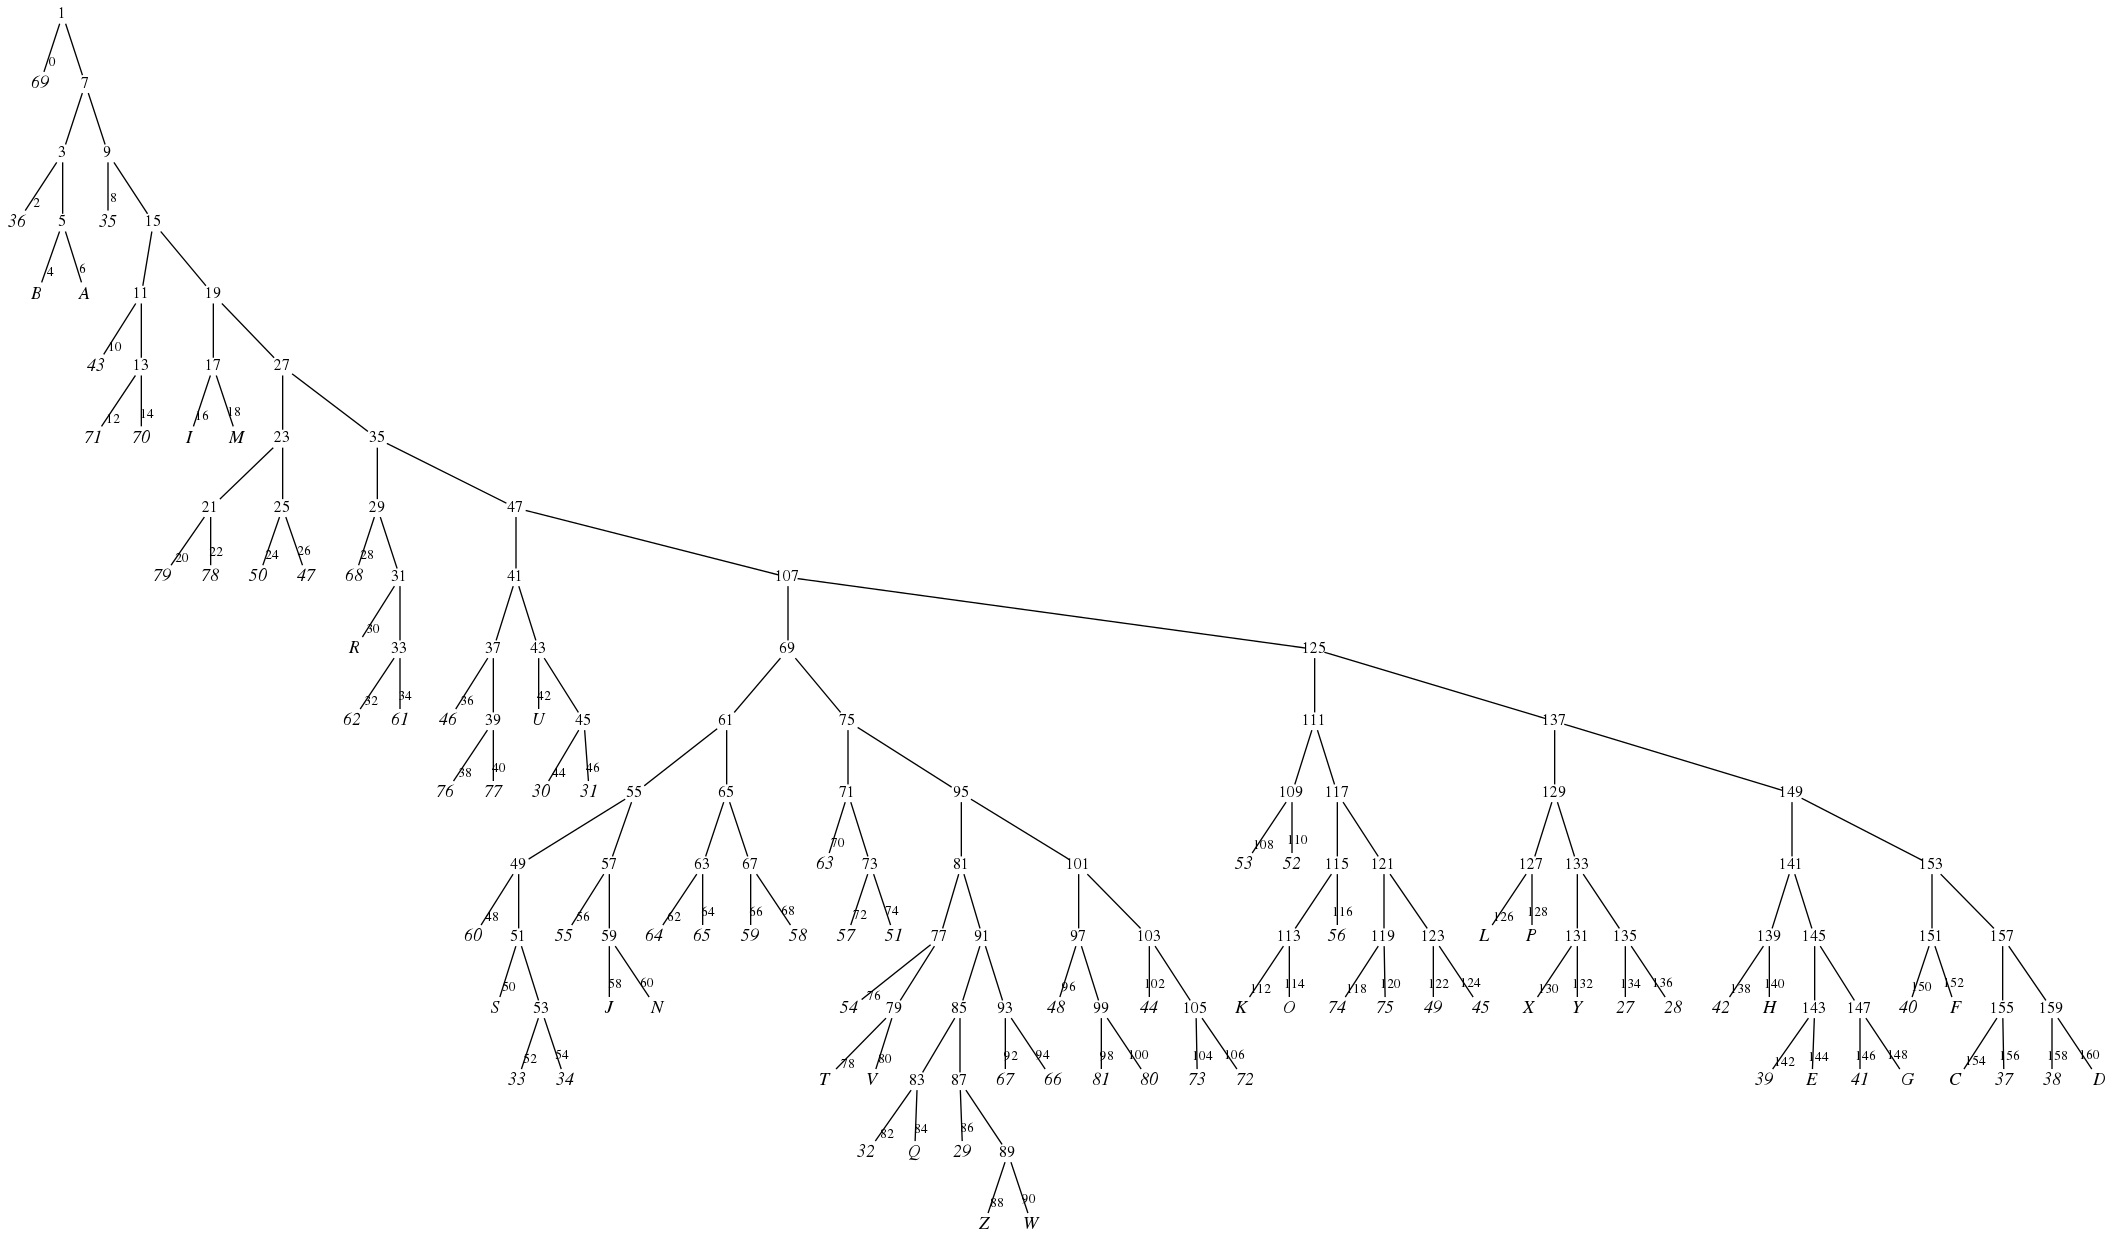 1
0
69 7
3 9
2 8
36 5 35 15
4 6
B A 11 19
10
43 13 17 27
12 14 16 18
71 70 I M 23 35
21 25 29 47
20 22 24 26 28
79 78 50 47 68 31 41 107
30
R 33 37 43 69 125
32 34 36 42
62 61 46 39 U 45 61 75 111 137
38 40 44 46
76 77 30 31 55 65 71 95 109 117 129 149
70 108 110
49 57 63 67 63 73 81 101 53 52 115 121 127 133 141 153
48 56 62 64 66 68 72 74 116 126 128
60 51 55 59 64 65 59 58 57 51 77 91 97 103 113 56 119 123 L P 131 135 139 145 151 157
50 58 60 76 96 102 112 114 118 120 122 124 130 132 134 136 138 140 150 152
S 53 J N 54 79 85 93 48 99 44 105 K O 74 75 49 45 X Y 27 28 42 H 143 147 40 F 155 159
52 54 78 80 92 94 98 100 104 106 142 144 146 148 154 156 158 160
33 34 T V 83 87 67 66 81 80 73 72 39 E 41 G C 37 38 D
82 84 86
32 Q 29 89
88 90
Z W